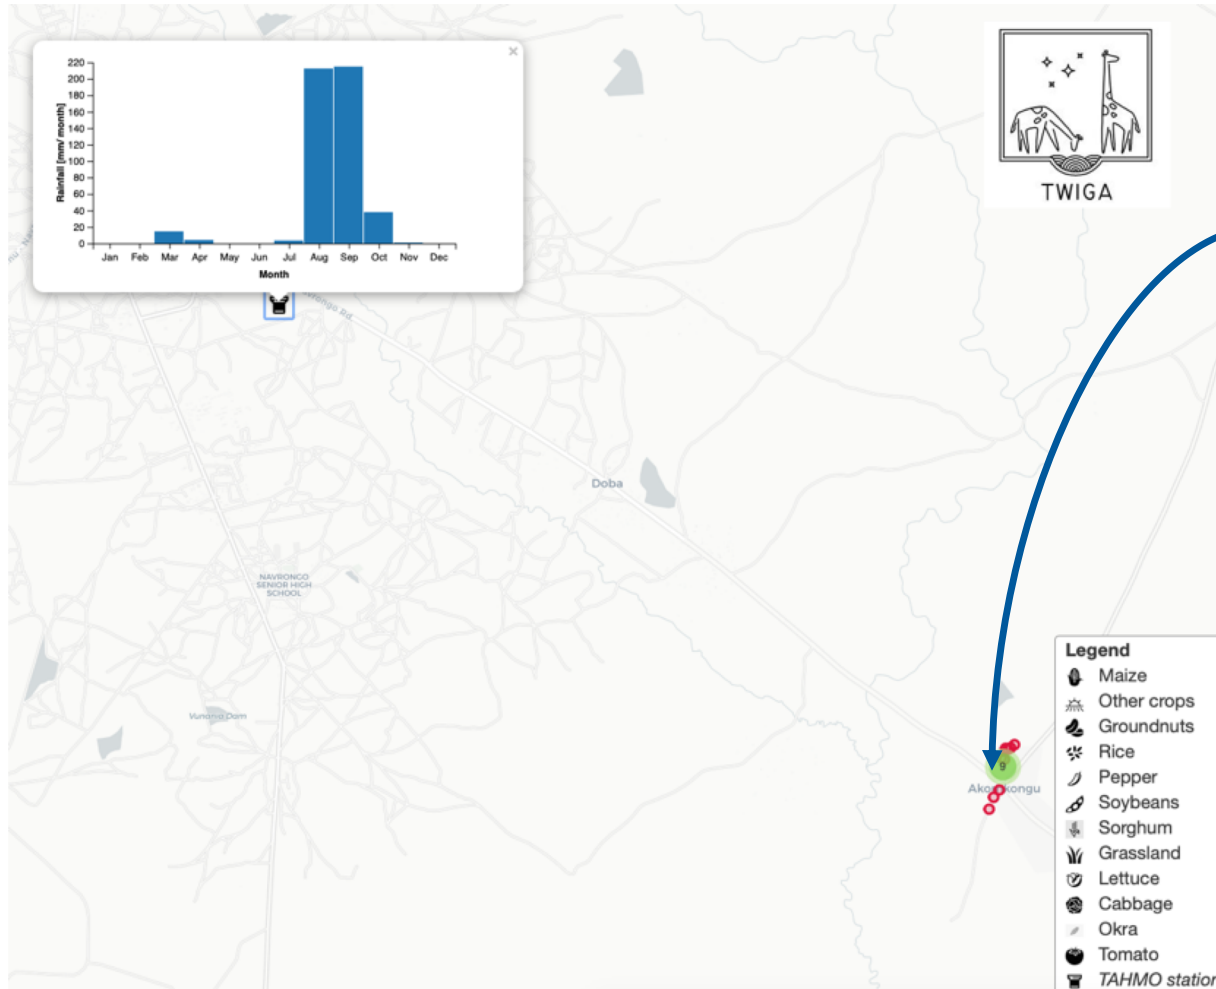 ×
220
200
180
160
140
120
100
80
60
40
20
0
Rainfall [mm/ month]
Jan Feb Mar Apr May Jun Jul Aug Sep Oct Nov Dec
Month
TWIGA
Rd.
Doba
NAVRONGO
SENIOR HIGH
SCHOOL
Vunania Dam
9
Legend
Maize
Other crops
Groundnuts
Rice
Pepper
Soybeans
Sorghum
Grassland
Lettuce
Cabbage
Okra
Tomato
TAHMO station